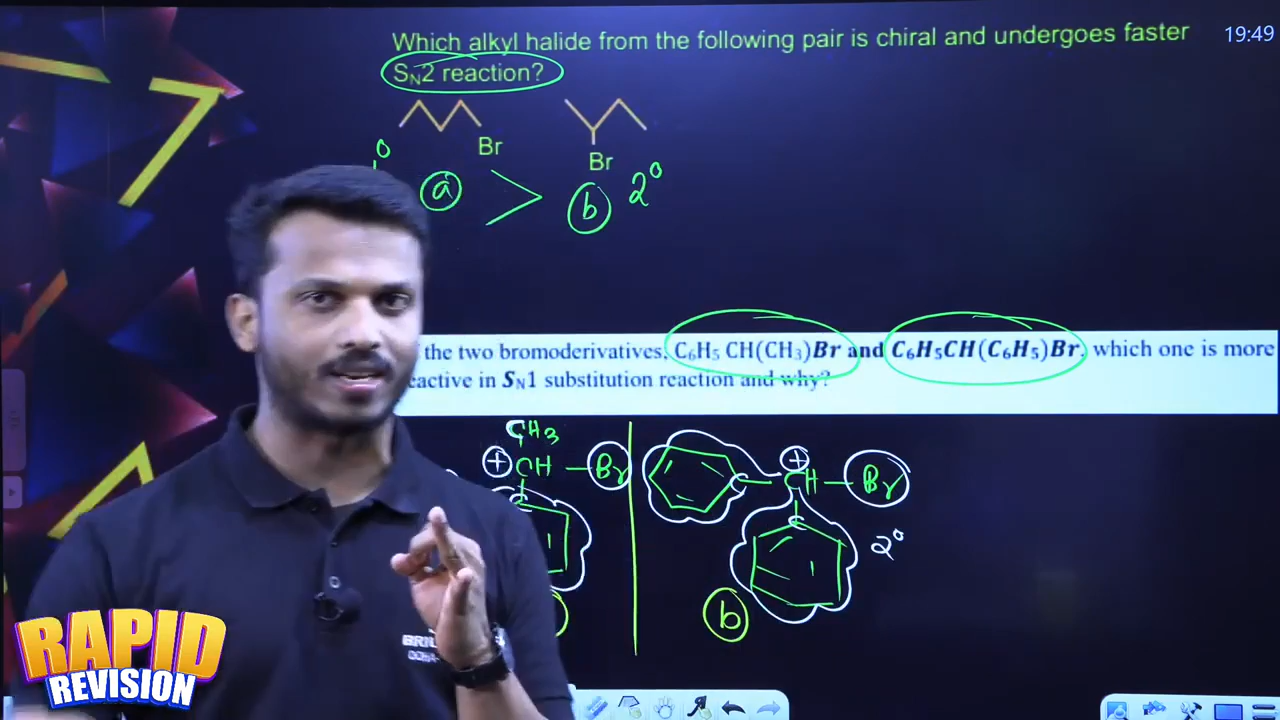 Which alkyl halide from the following pair is chiral and undergoes faster
19:49
SN2 reaction?
Br
Br
0
a > b 2°
the two bromoderivatives, C₆H₅ CH(CH₃)Br and C₆H₅CH(C₆H₅)Br, which one is more
eactive in SN1 substitution reaction and why?
CH₃
+ CH – Br
+
C – CH – Br
C
2°
b
RAPID
REVISION